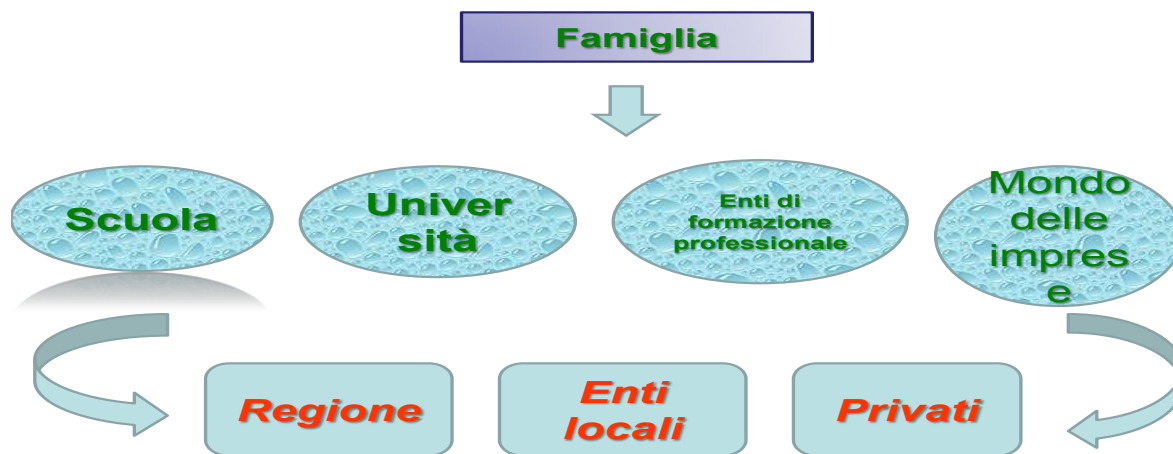 Famiglia
Scuola
Univer
sità
Enti di
formazione
professionale
Mondo
delle
impres
e
Regione
Enti
locali
Privati